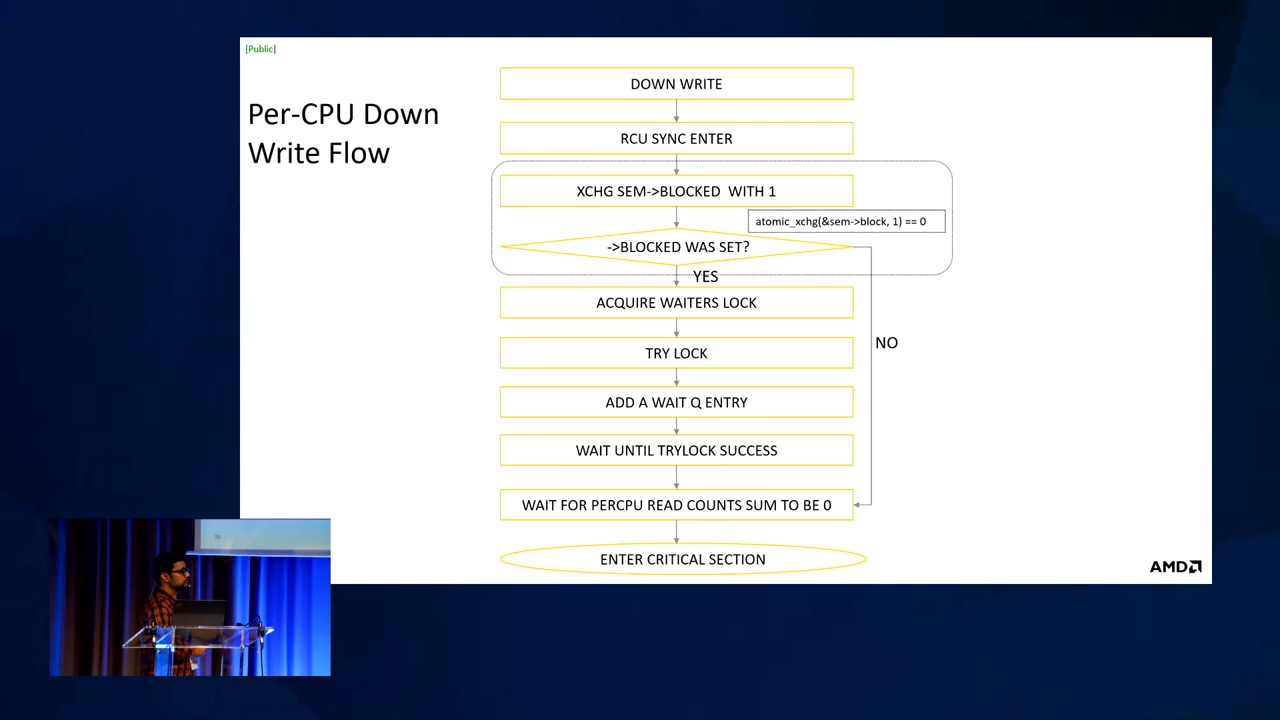 [Public]
Per-CPU Down
Write Flow
DOWN WRITE
RCU SYNC ENTER
XCHG SEM->BLOCKED WITH 1
atomic_xchg(&sem->block, 1) == 0
->BLOCKED WAS SET?
YES
ACQUIRE WAITERS LOCK
NO
TRY LOCK
ADD A WAIT Q ENTRY
WAIT UNTIL TRYLOCK SUCCESS
WAIT FOR PERCPU READ COUNTS SUM TO BE 0
ENTER CRITICAL SECTION
AMD